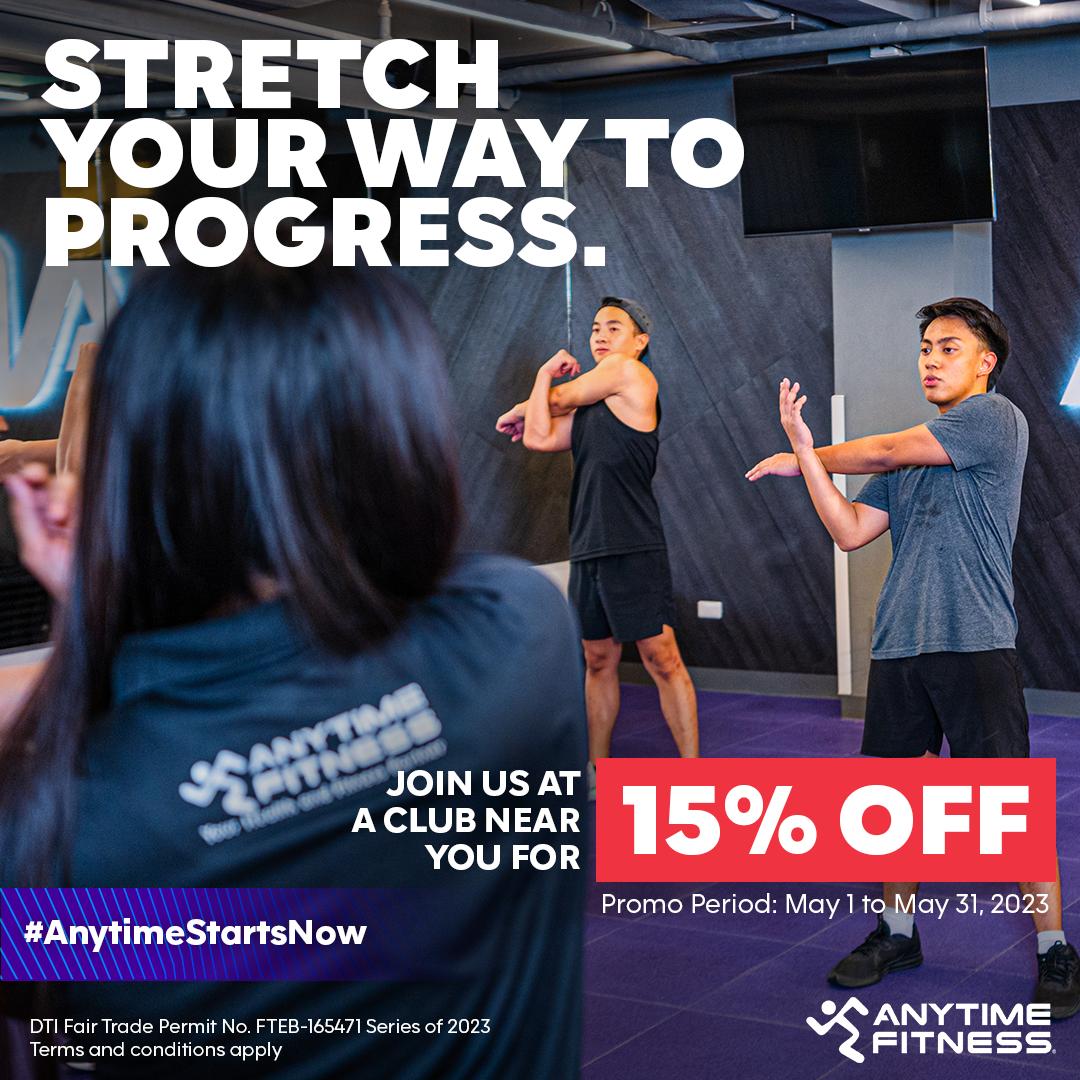 STRETCH
YOUR WAY TO
PROGRESS.
ANYTIME
FITNESS
JOIN US AT
A CLUB NEAR
YOU FOR
15% OFF
Promo Period: May 1 to May 31, 2023
#AnytimeStartsNow
DTI Fair Trade Permit No. FTEB-165471 Series of 2023
Terms and conditions apply
ANYTIME
FITNESS